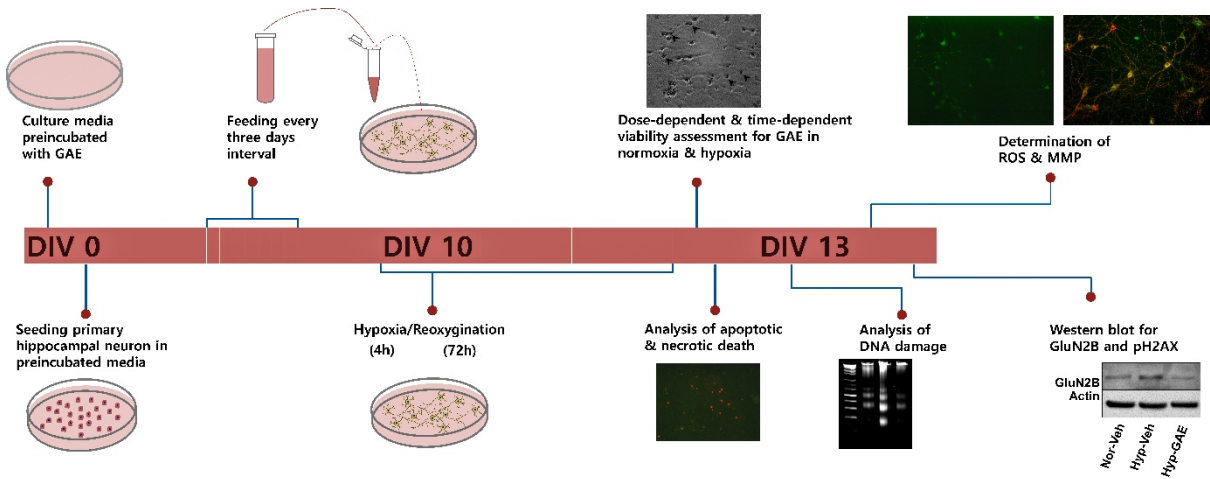 Culture media
preincubated
with GAE
Feeding every
three days
interval
Dose-dependent & time-dependent
viability assessment for GAE in
normoxia & hypoxia
Determination of
ROS & MMP
DIV 0
DIV 10
DIV 13
Seeding primary
hippocampal neuron in
preincubated media
Hypoxia/Reoxygination
(4h) (72h)
Analysis of apoptotic
& necrotic death
Analysis of
DNA damage
Western blot for
GluN2B and pH2AX
GluN2B
Actin
Nor-Veh
Hyp-Veh
Hyp-GAE